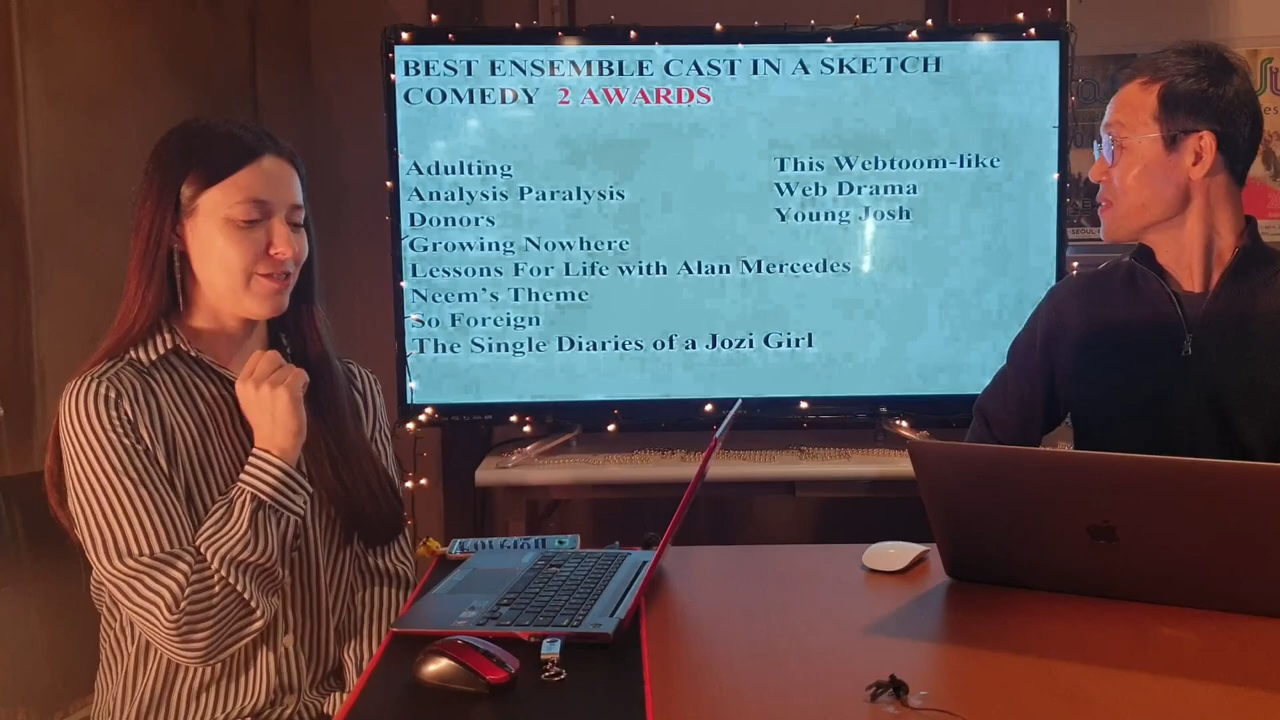 BEST ENSEMBLE CAST IN A SKETCH
COMEDY 2 AWARDS
Adulting
Analysis Paralysis
Donors
Growing Nowhere
Lessons For Life with Alan Mercedes
Neem's Theme
So Foreign
The Single Diaries of a Jozi Girl
This Webtoom-like
Web Drama
Young Josh